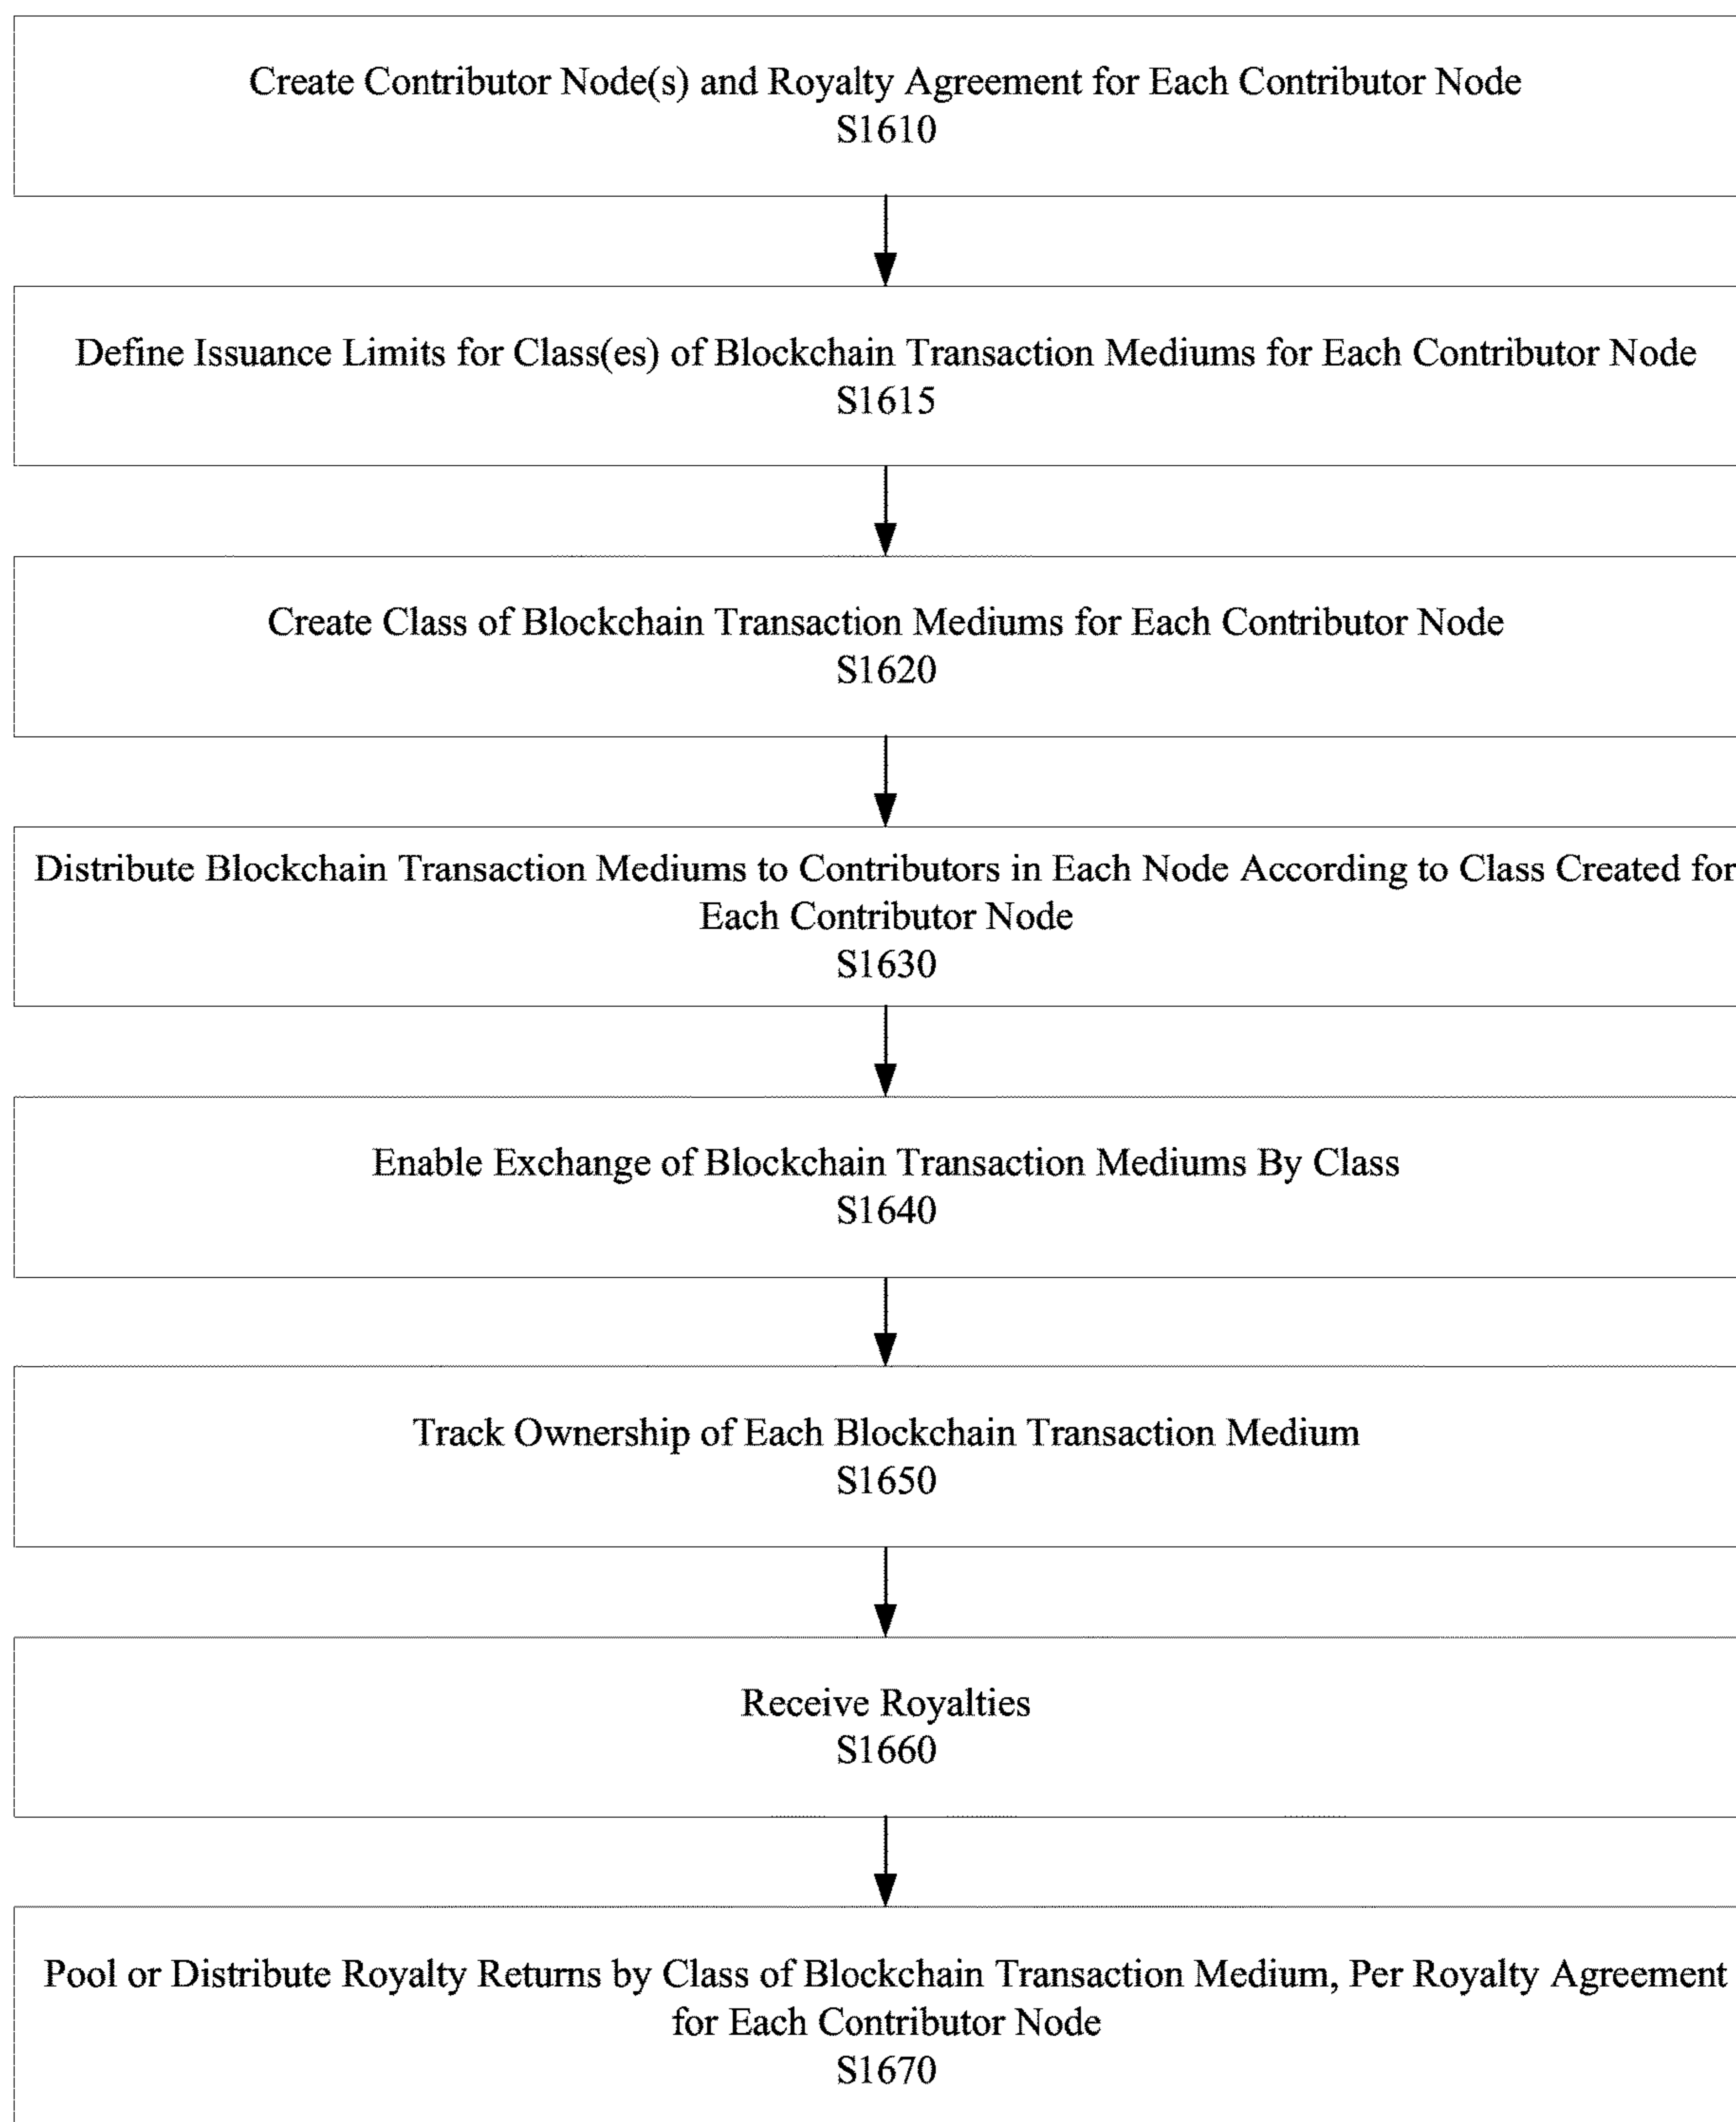 Create Contributor Node(s) and Royalty Agreement for Each Contributor Node
S1610
Define Issuance Limits for Class(es) of Blockchain Transaction Mediums for Each Contributor Node
S1615
Create Class of Blockchain Transaction Mediums for Each Contributor Node
S1620
Distribute Blockchain Transaction Mediums to Contributors in Each Node According to Class Created for
Each Contributor Node
S1630
Enable Exchange of Blockchain Transaction Mediums By Class
S1640
Track Ownership of Each Blockchain Transaction Medium
S1650
Receive Royalties
S1660
Pool or Distribute Royalty Returns by Class of Blockchain Transaction Medium, Per Royalty Agreement
for Each Contributor Node
S1670